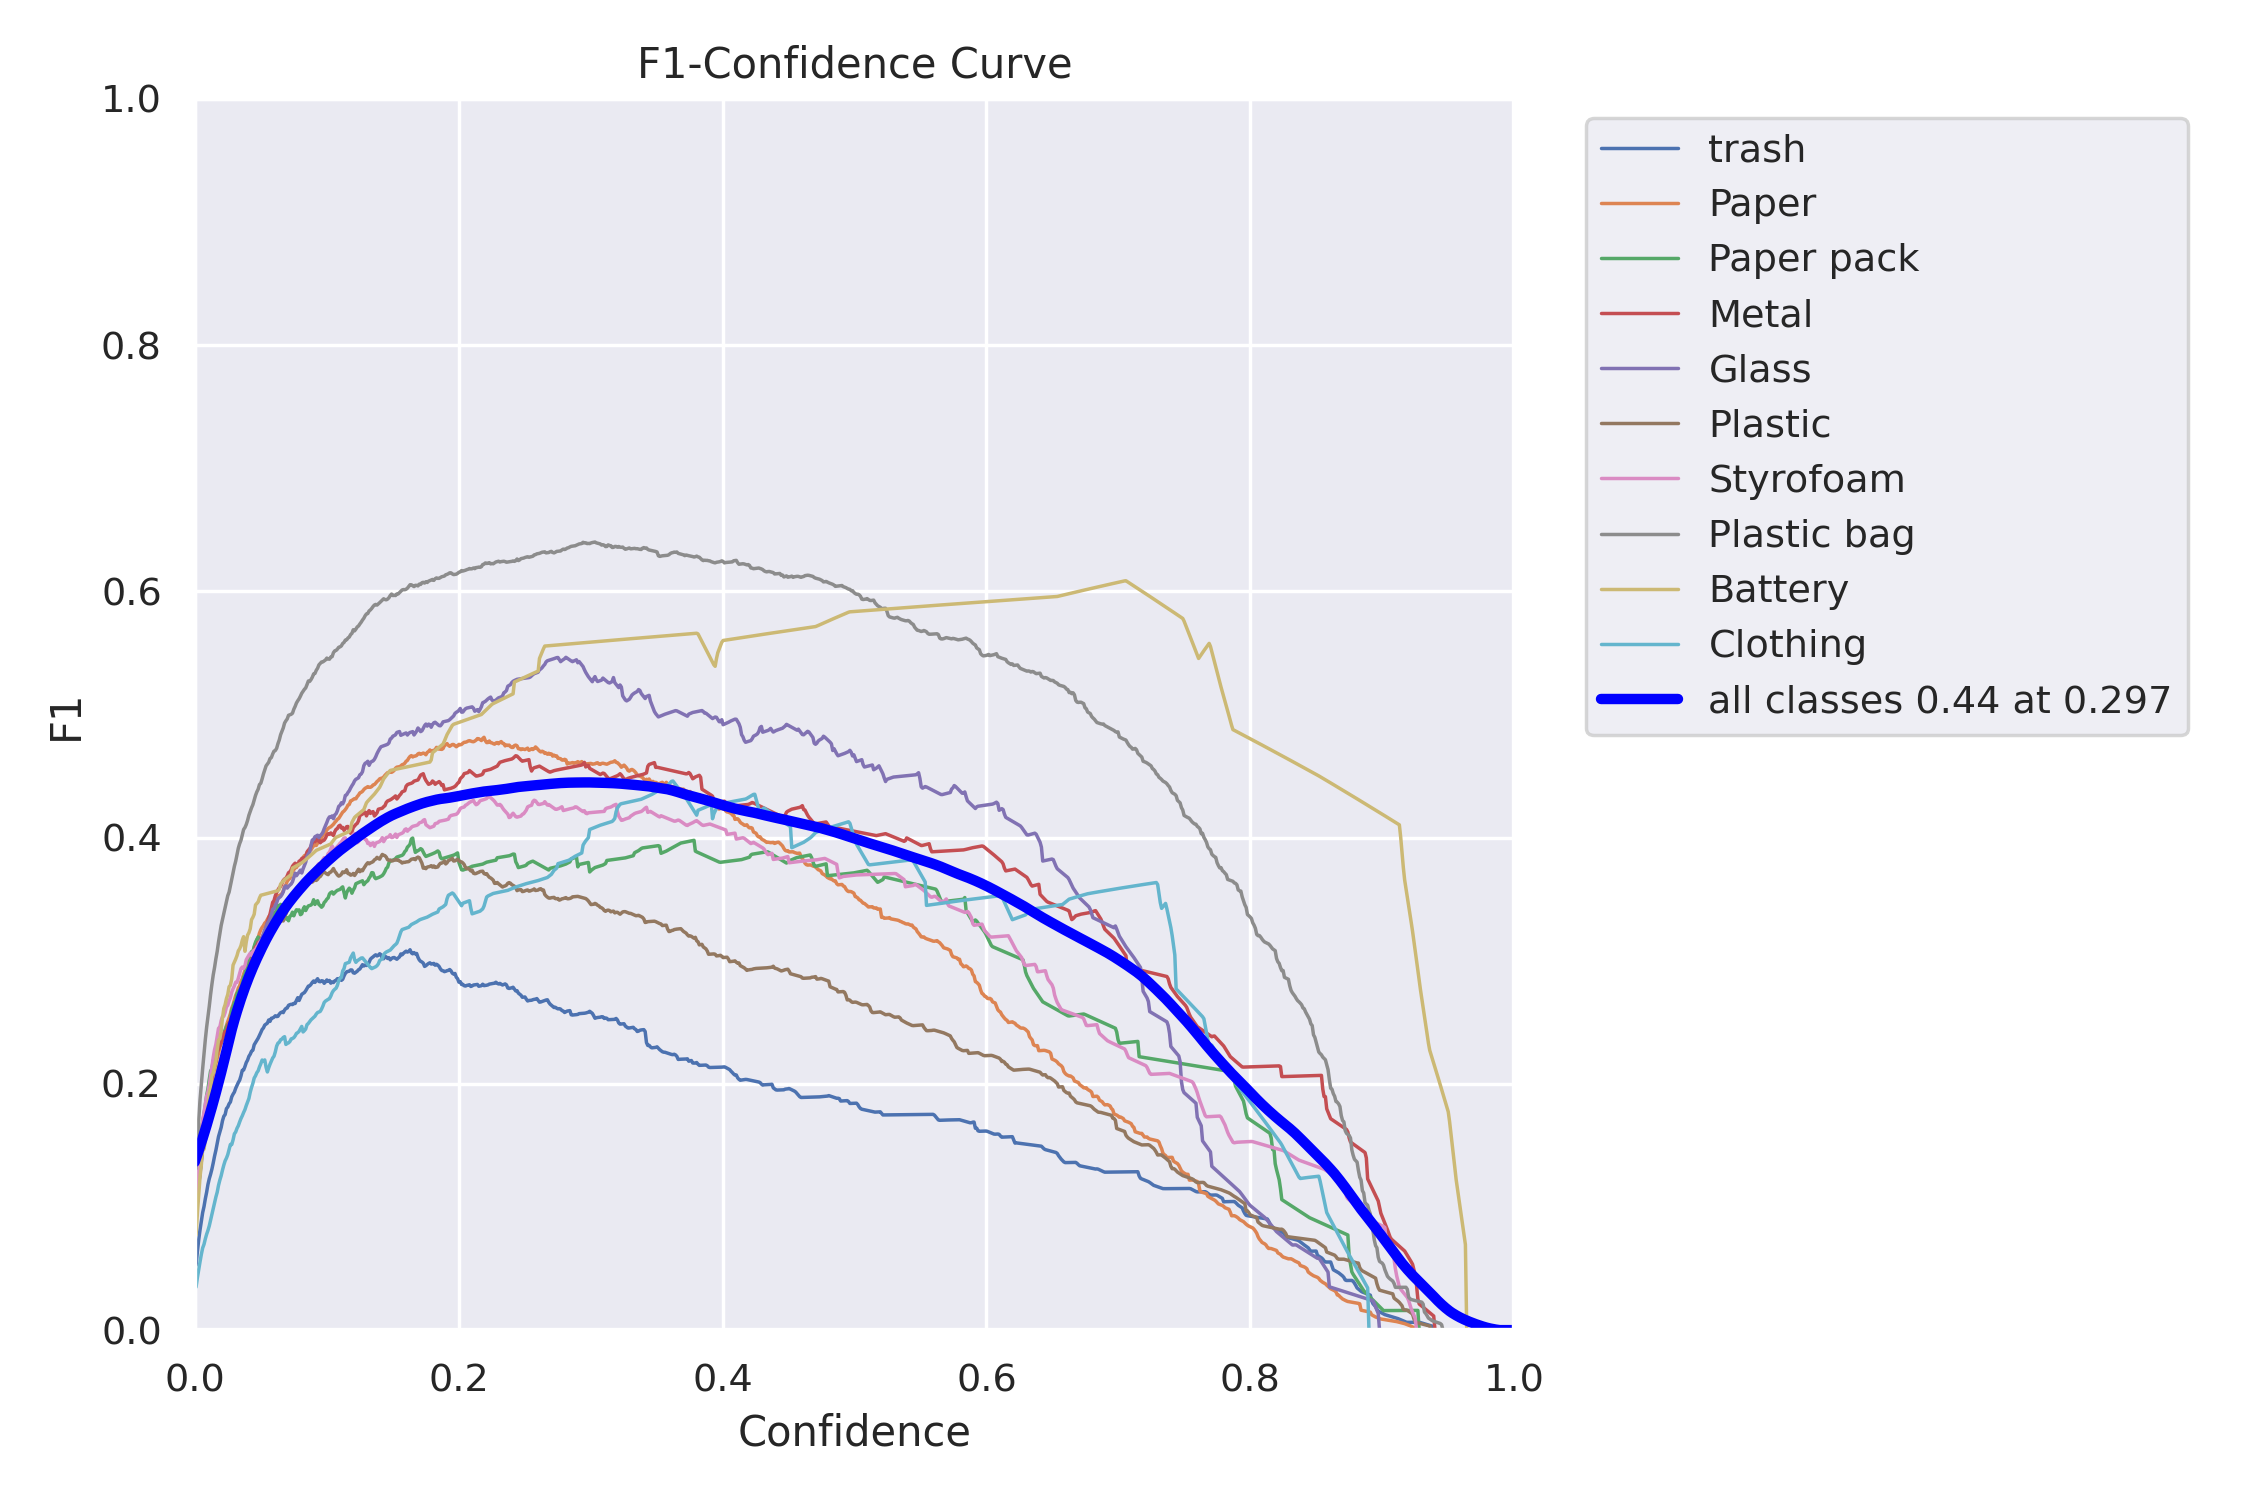 F1-Confidence Curve
1.0
0.8
0.6
0.4
0.2
0.0
F1
0.0 0.2 0.4 0.6 0.8 1.0
Confidence
trash
Paper
Paper pack
Metal
Glass
Plastic
Styrofoam
Plastic bag
Battery
Clothing
all classes 0.44 at 0.297